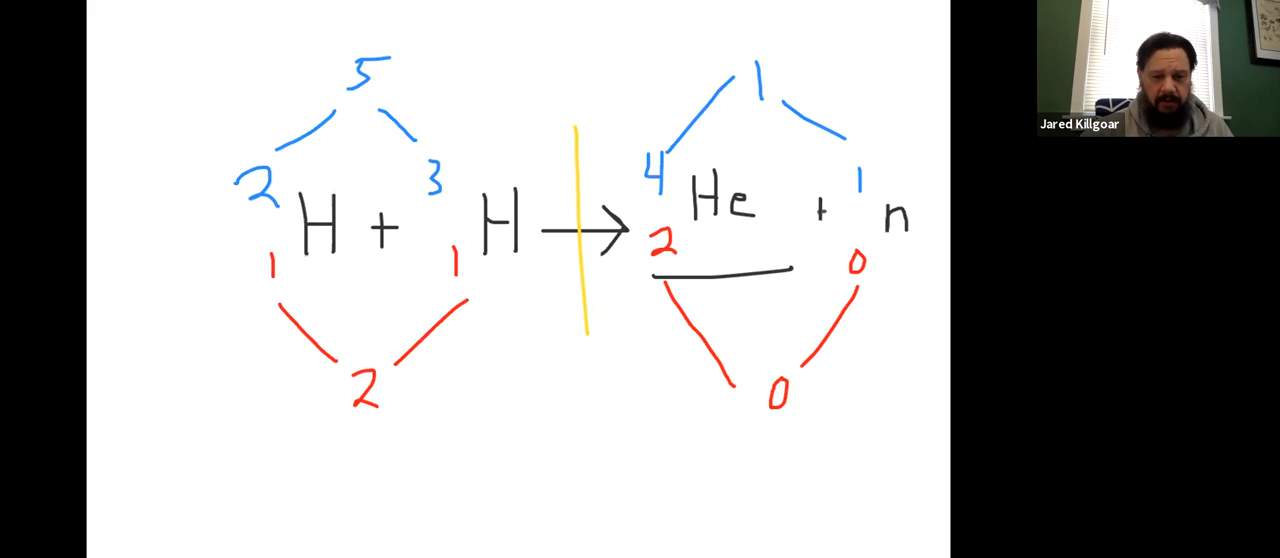 5 1
2 3 4 1
H + H → He + n
1 1 2 0
2 0
Jared Killgoar